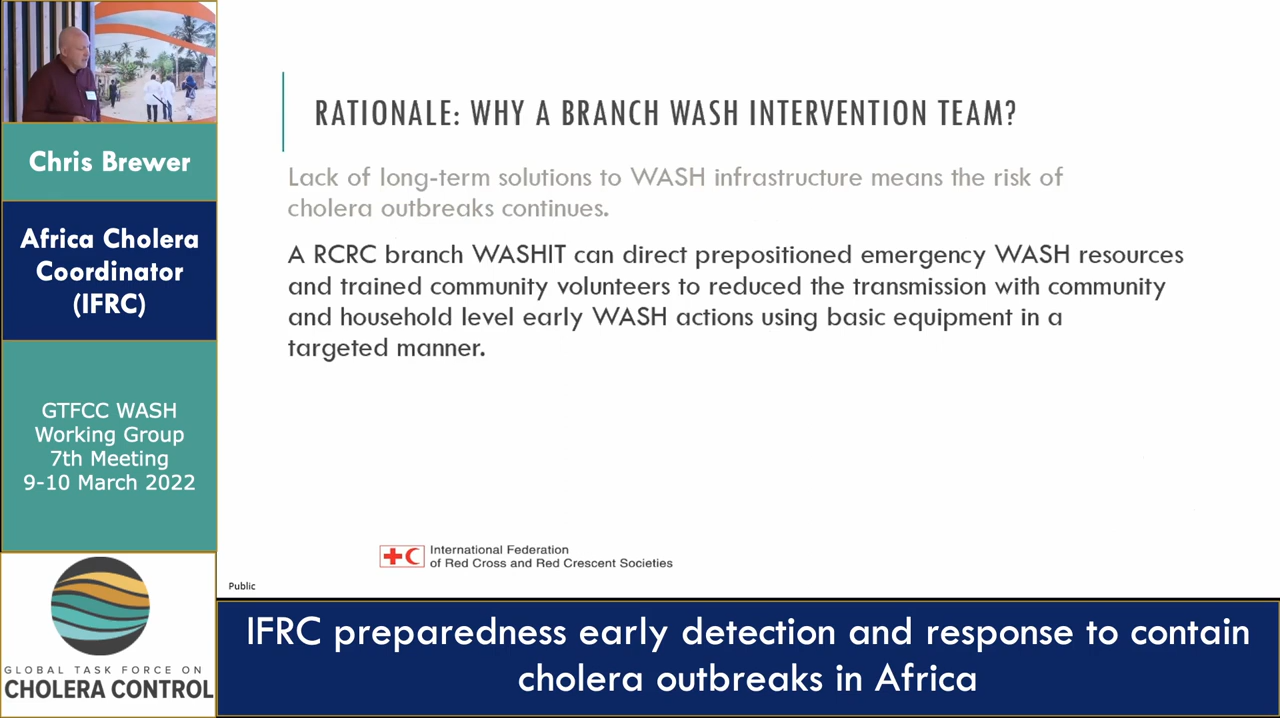 Chris Brewer
Africa Cholera
Coordinator
(IFRC)
GTFCC WASH
Working Group
7th Meeting
9-10 March 2022
GLOBAL TASK FORCE ON
CHOLERA CONTROL
RATIONALE: WHY A BRANCH WASH INTERVENTION TEAM?
Lack of long-term solutions to WASH infrastructure means the risk of
cholera outbreaks continues.
A RCRC branch WASHIT can direct prepositioned emergency WASH resources
and trained community volunteers to reduced the transmission with community
and household level early WASH actions using basic equipment in a
targeted manner.
International Federation
of Red Cross and Red Crescent Societies
Public
IFRC preparedness early detection and response to contain
cholera outbreaks in Africa